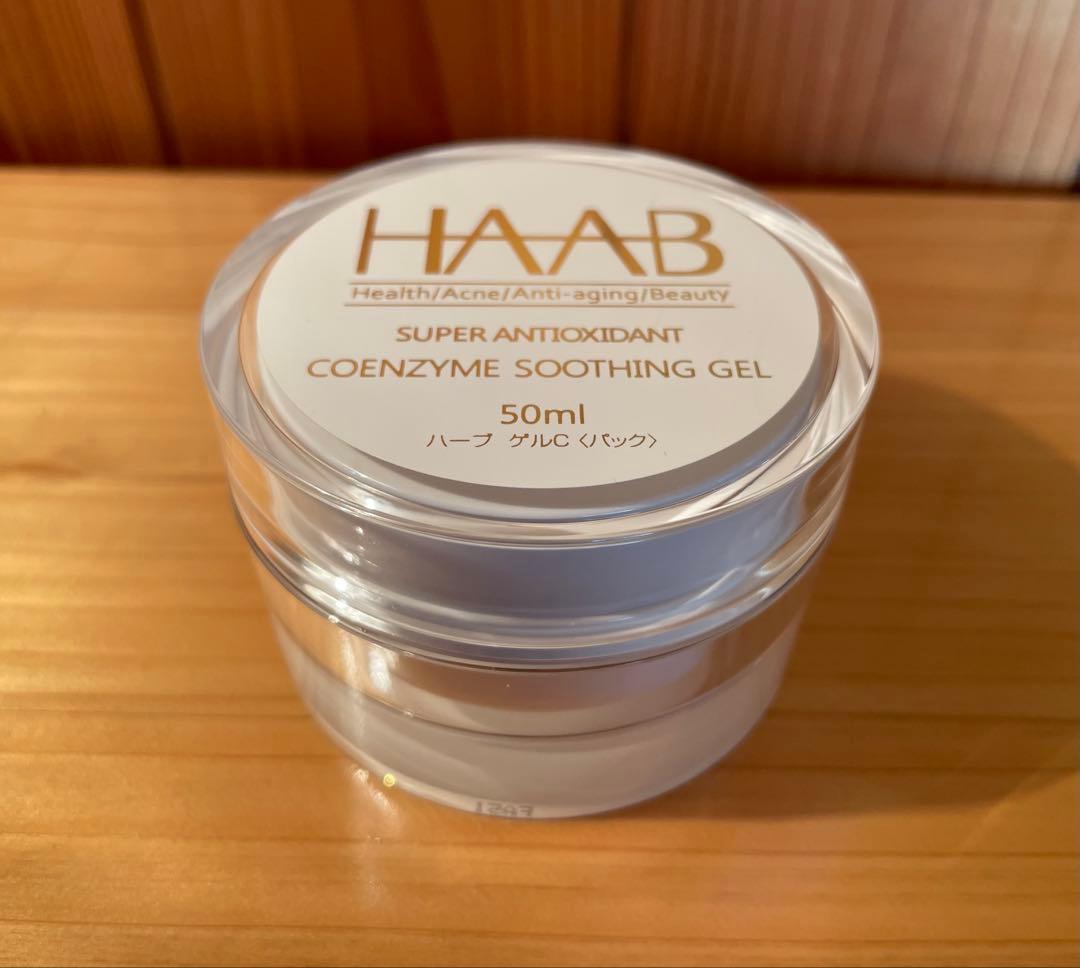 HAAB
Health/Acne/Anti-aging/Beauty
SUPER ANTIOXIDANT
COENZYME SOOTHING GEL
50ml
ハーブ ゲルC〈パック〉